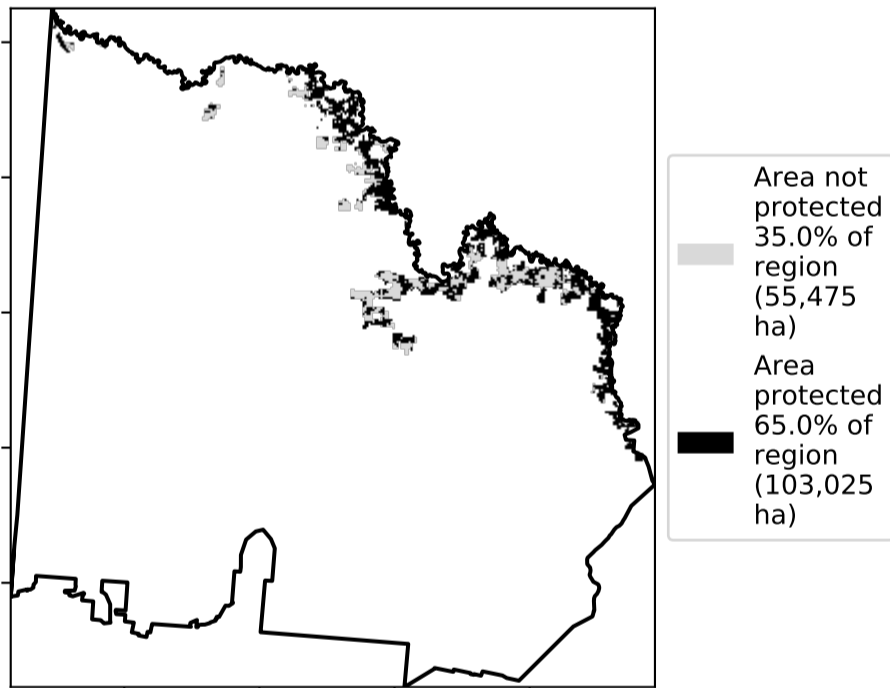 Area not
protected
35.0% of
region
(55,475
ha)
Area
protected
65.0% of
region
(103,025
ha)